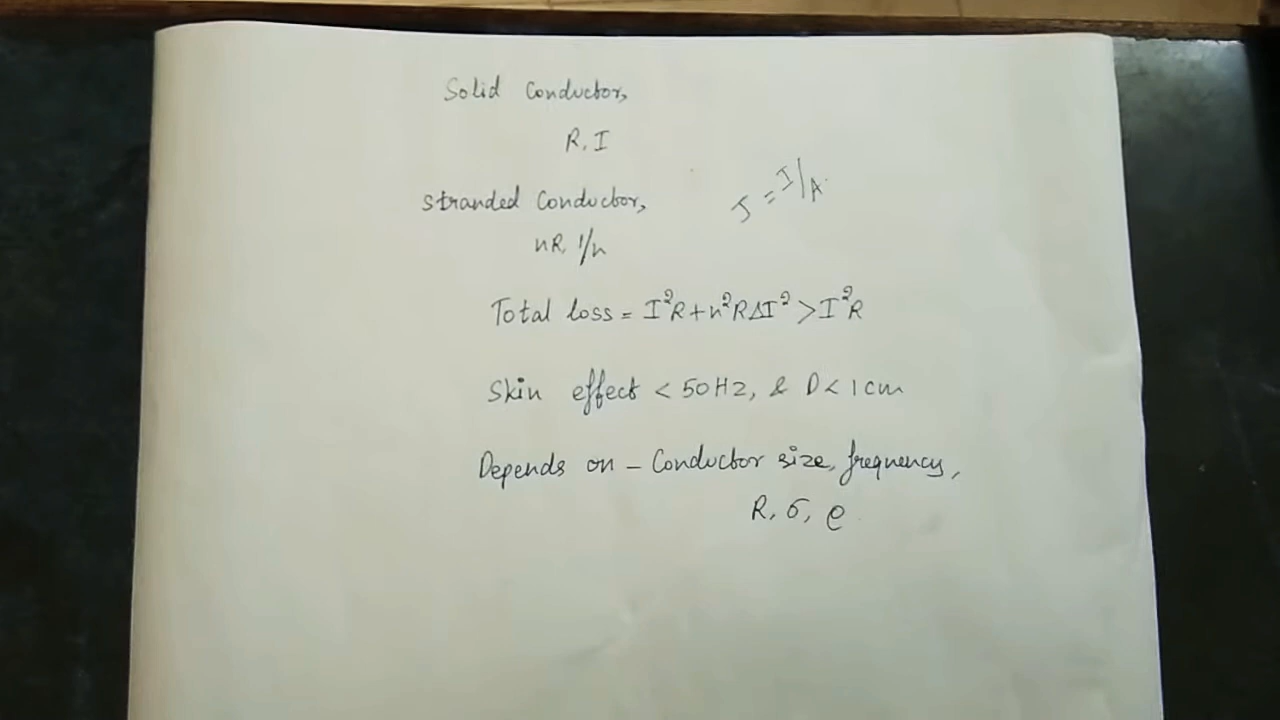 Solid Conductor,
R, I
Stranded Conductor,
J = I/A
nR, 1/n
Total loss = I²R + n²RΔI² > I²R
Skin effect < 50Hz, & D < 1cm
Depends on - Conductor size, frequency,
R, σ, ρ